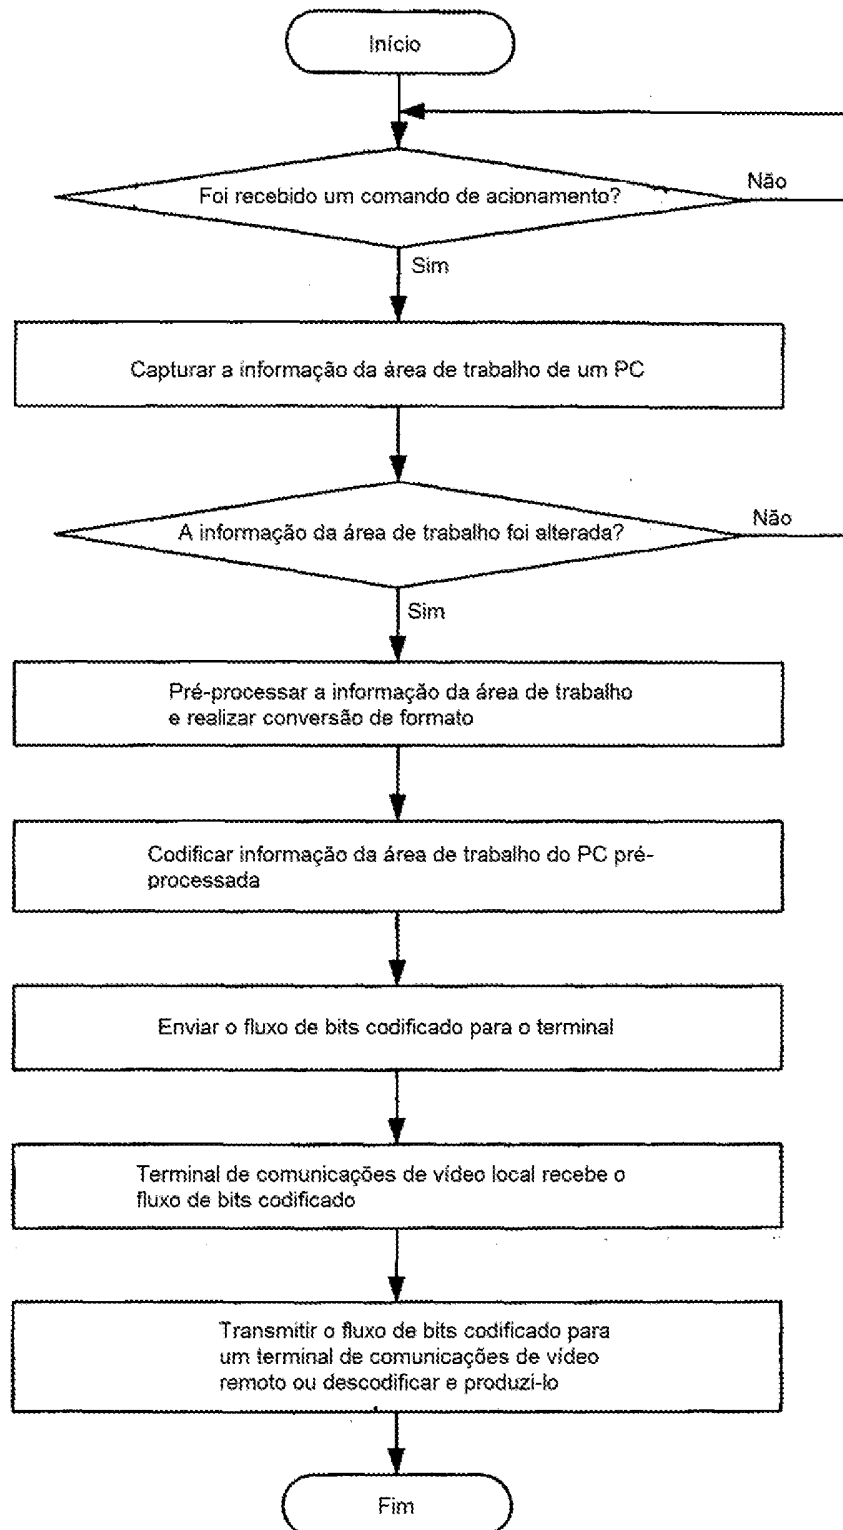 Início
Foi recebido um comando de acionamento?
Não
Sim
Capturar a informação da área de trabalho de um PC
A informação da área de trabalho foi alterada?
Não
Sim
Pré-processar a informação da área de trabalho
e realizar conversão de formato
Codificar informação da área de trabalho do PC pré-
processada
Enviar o fluxo de bits codificado para o terminal
Terminal de comunicações de vídeo local recebe o
fluxo de bits codificado
Transmitir o fluxo de bits codificado para
um terminal de comunicações de vídeo
remoto ou descodificar e produzi-lo
Fim